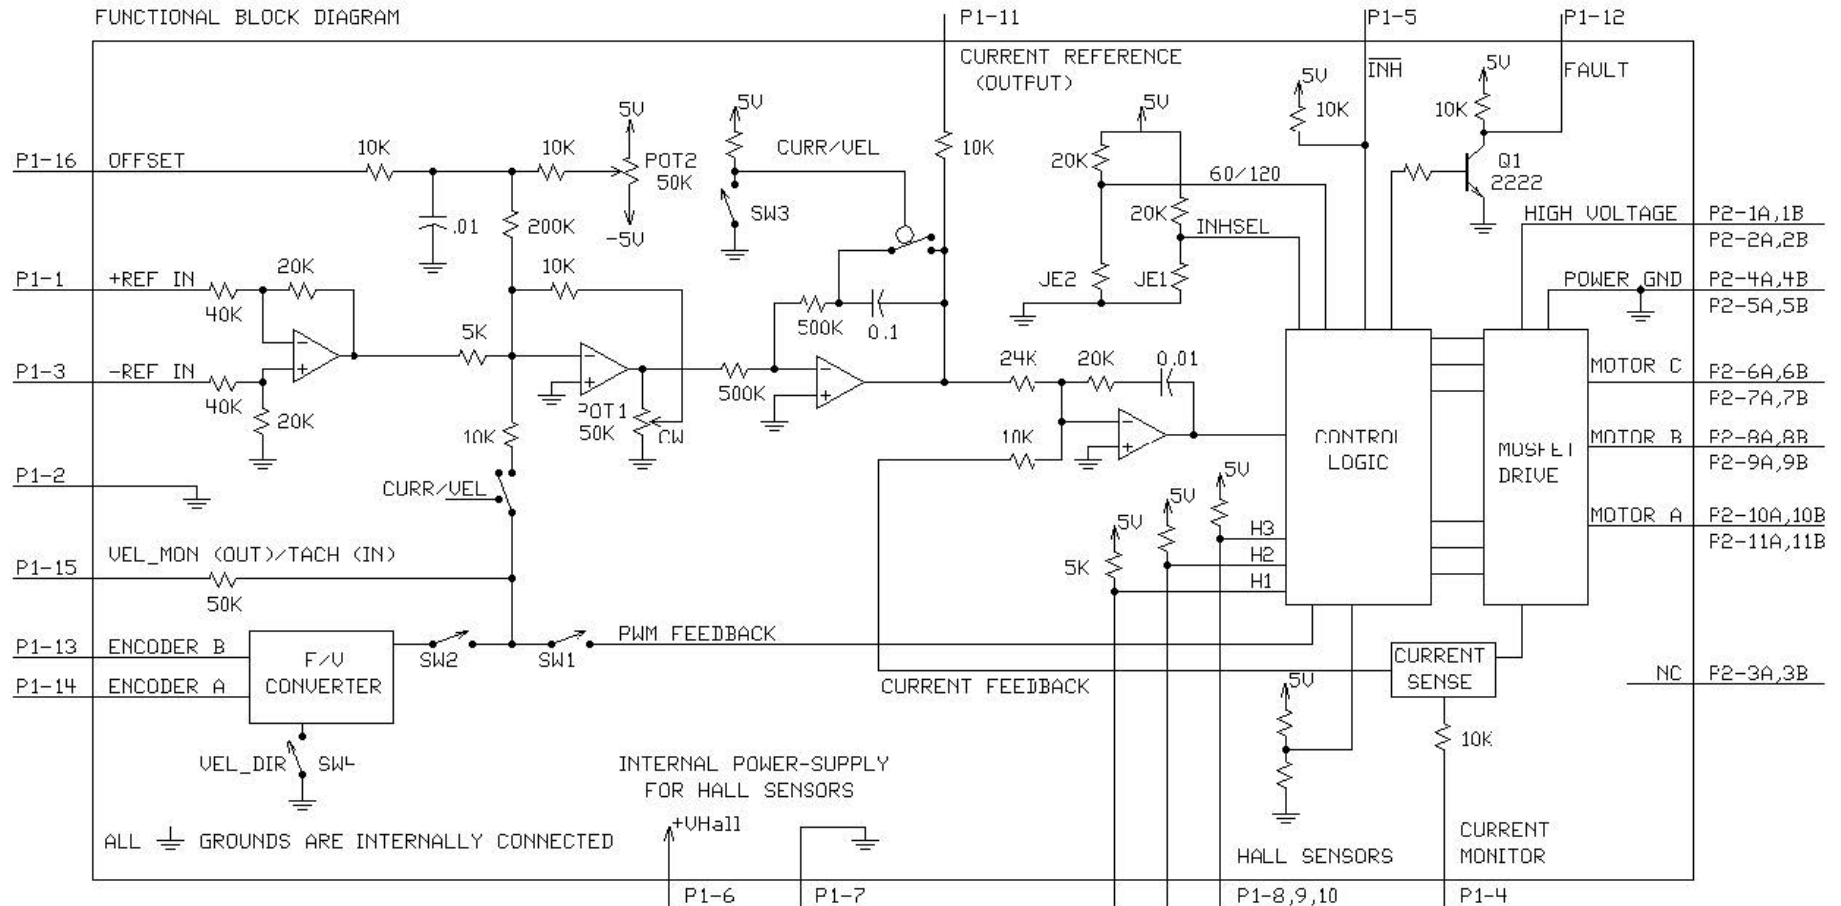 FUNCTIONAL BLOCK DIAGRAM
P1-11
P1-5
P1-12
CURRENT REFERENCE
(OUTPUT)
INH
FAULT
5V
10K
5V
10K
Q1
2222
P1-16
OFFSET
10K
10K
5V
POT2
50K
-5V
.01
200K
5V
SW3
CURR/VEL
10K
5V
20K
60/120
20K
INHSEL
JE2
JE1
HIGH VOLTAGE
P2-1A,1B
P2-2A,2B
P1-1
+REF IN
40K
20K
10K
500K
0.1
POWER GND
P2-4A,4B
P2-5A,5B
P1-3
-REF IN
40K
20K
5K
POT1
50K
CW
500K
24K
20K
0.01
10K
MOTOR C
P2-6A,6B
P2-7A,7B
MOTOR B
P2-8A,8B
P2-9A,9B
MOTOR A
P2-10A,10B
P2-11A,11B
CONTROL
LOGIC
MOSFET
DRIVE
10K
P1-2
CURR/VEL
5V
5V
5V
5K
H3
H2
H1
P1-15
VEL_MON (OUT)/TACH (IN)
50K
P1-13
ENCODER B
P1-14
ENCODER A
F/V
CONVERTER
SW2
SW1
PWM FEEDBACK
CURRENT FEEDBACK
CURRENT
SENSE
NC
P2-3A,3B
5V
10K
VEL_DIR
SW4
INTERNAL POWER-SUPPLY
FOR HALL SENSORS
+VHall
ALL GROUNDS ARE INTERNALLY CONNECTED
HALL SENSORS
CURRENT
MONITOR
P1-6
P1-7
P1-8,9,10
P1-4